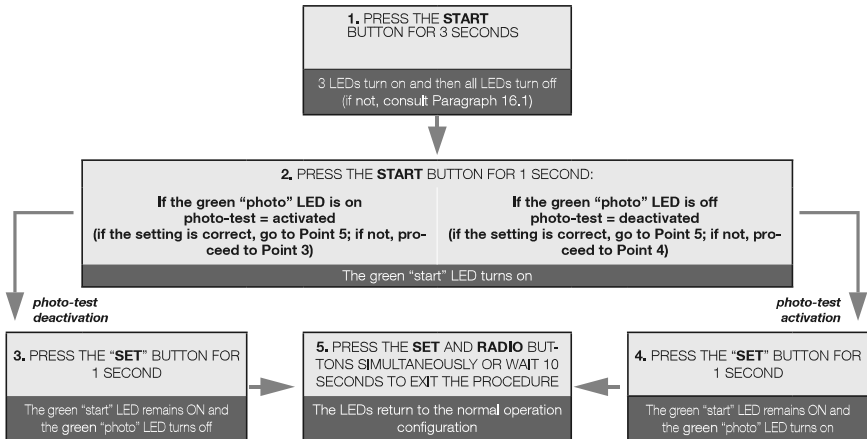 1. PRESS THE START
BUTTON FOR 3 SECONDS
3 LEDs turn on and then all LEDs turn off
(if not, consult Paragraph 16.1)
2. PRESS THE START BUTTON FOR 1 SECOND:
If the green “photo” LED is on
photo-test = activated
(if the setting is correct, go to Point 5; if not, pro-
ceed to Point 3)
If the green “photo” LED is off
photo-test = deactivated
(if the setting is correct, go to Point 5; if not, pro-
ceed to Point 4)
The green “start” LED turns on
photo-test
deactivation
photo-test
activation
3. PRESS THE “SET” BUTTON FOR
1 SECOND
The green “start” LED remains ON and
the green “photo” LED turns off
5. PRESS THE SET AND RADIO BUT-
TONS SIMULTANEOUSLY OR WAIT 10
SECONDS TO EXIT THE PROCEDURE
The LEDs return to the normal operation
configuration
4. PRESS THE “SET” BUTTON FOR
1 SECOND
The green “start” LED remains ON and
the green “photo” LED turns on